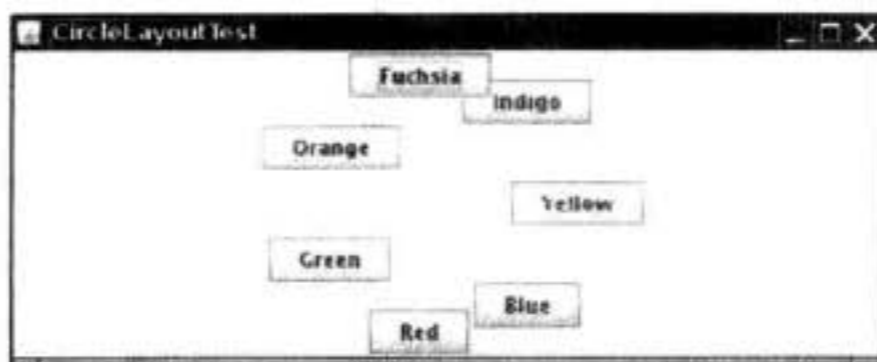 CircleLayoutTest
Fuchsia
Indigo
Orange
Yellow
Green
Blue
Red